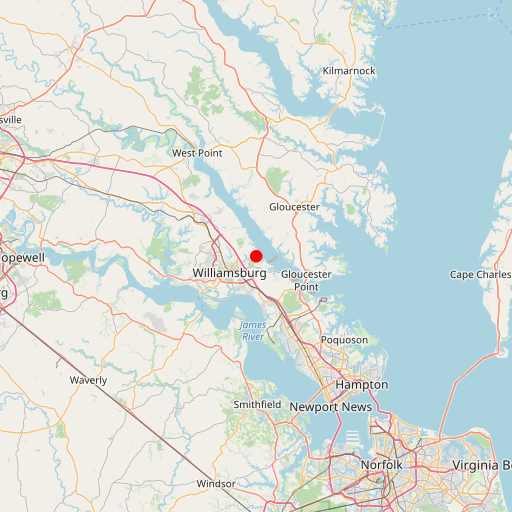 Kilmarnock
sville
West Point
Gloucester
opewell
Williamsburg
Gloucester
Point
Cape Charles
rg
James
River
Poquoson
Waverly
Hampton
Smithfield
Newport News
Norfolk
Virginia Be
Windsor